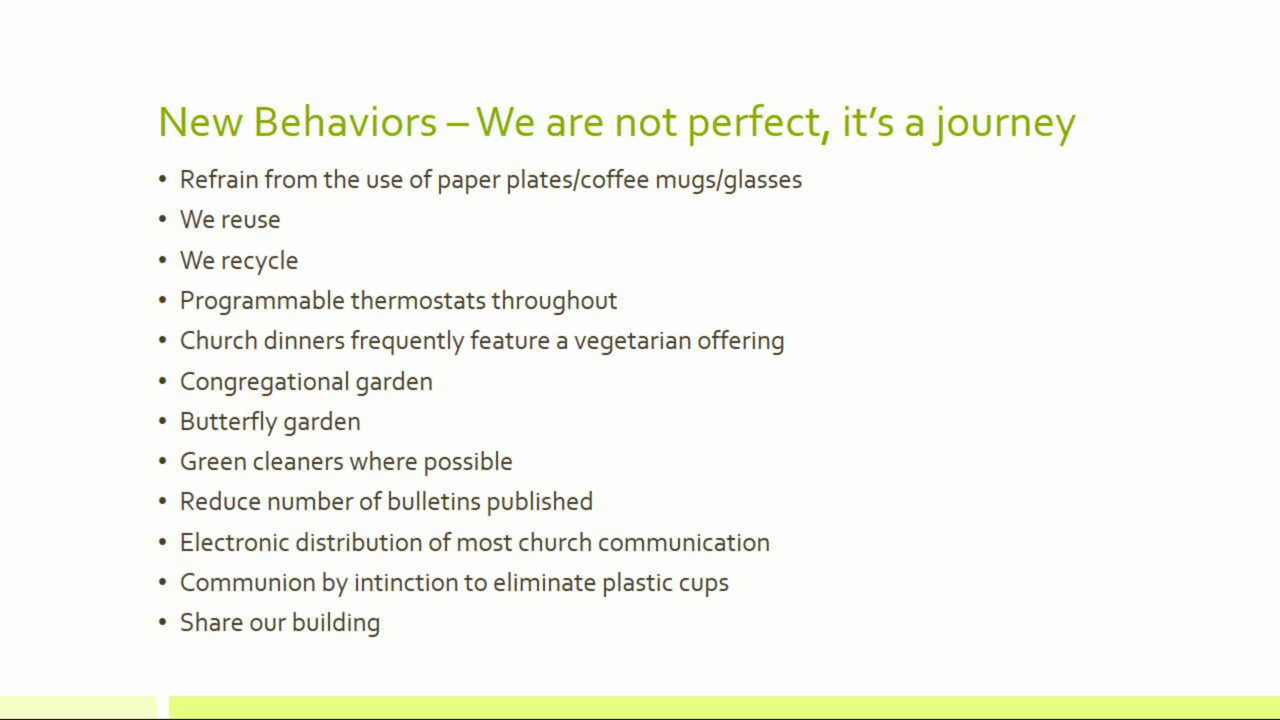 New Behaviors – We are not perfect, it's a journey
• Refrain from the use of paper plates/coffee mugs/glasses
• We reuse
• We recycle
• Programmable thermostats throughout
• Church dinners frequently feature a vegetarian offering
• Congregational garden
• Butterfly garden
• Green cleaners where possible
• Reduce number of bulletins published
• Electronic distribution of most church communication
• Communion by intinction to eliminate plastic cups
• Share our building